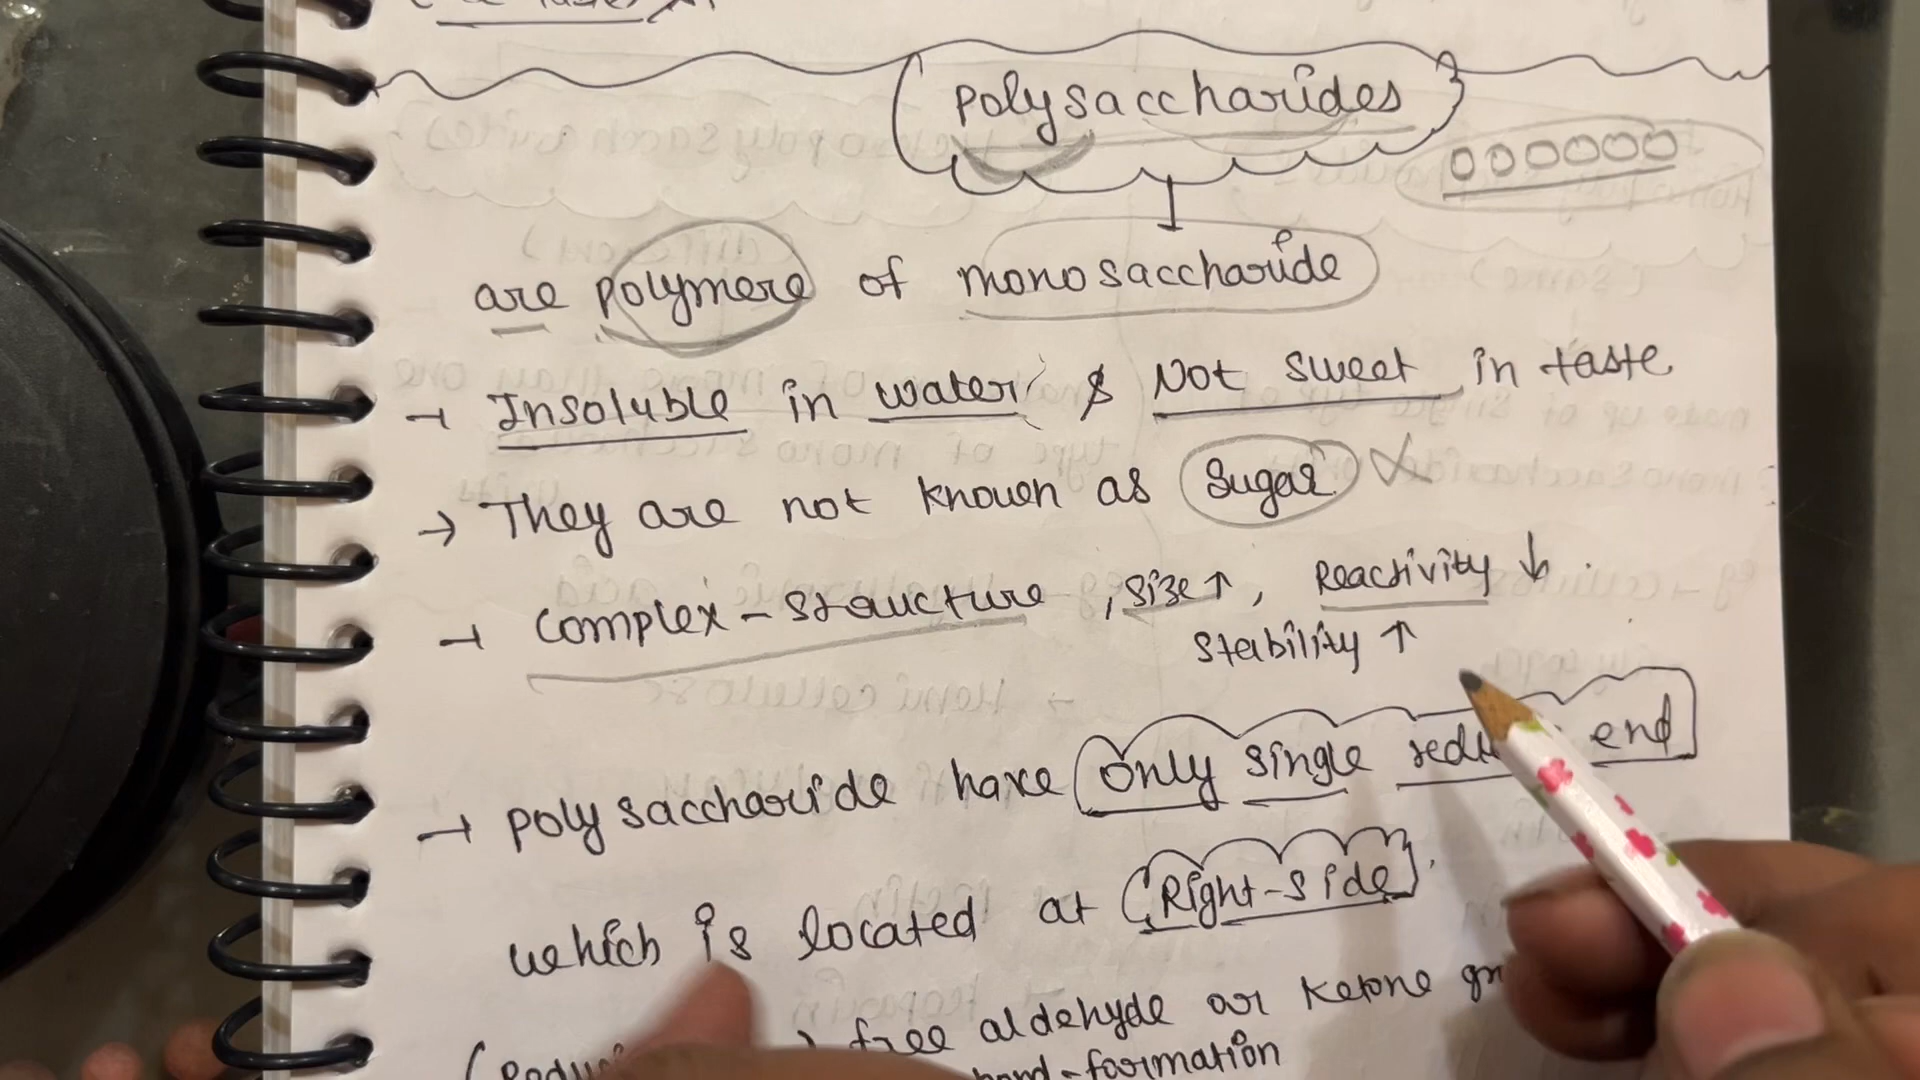 polysaccharides
are polymere of monosaccharide
→ Insoluble in water & Not sweet in taste
→ They are not known as Sugar
→ complex-structure, size↑, Reactivity ↓.
stability ↑
→ polysaccharide have only single end
which is located at (Right-side).
free aldehyde or ketone
bond-formation